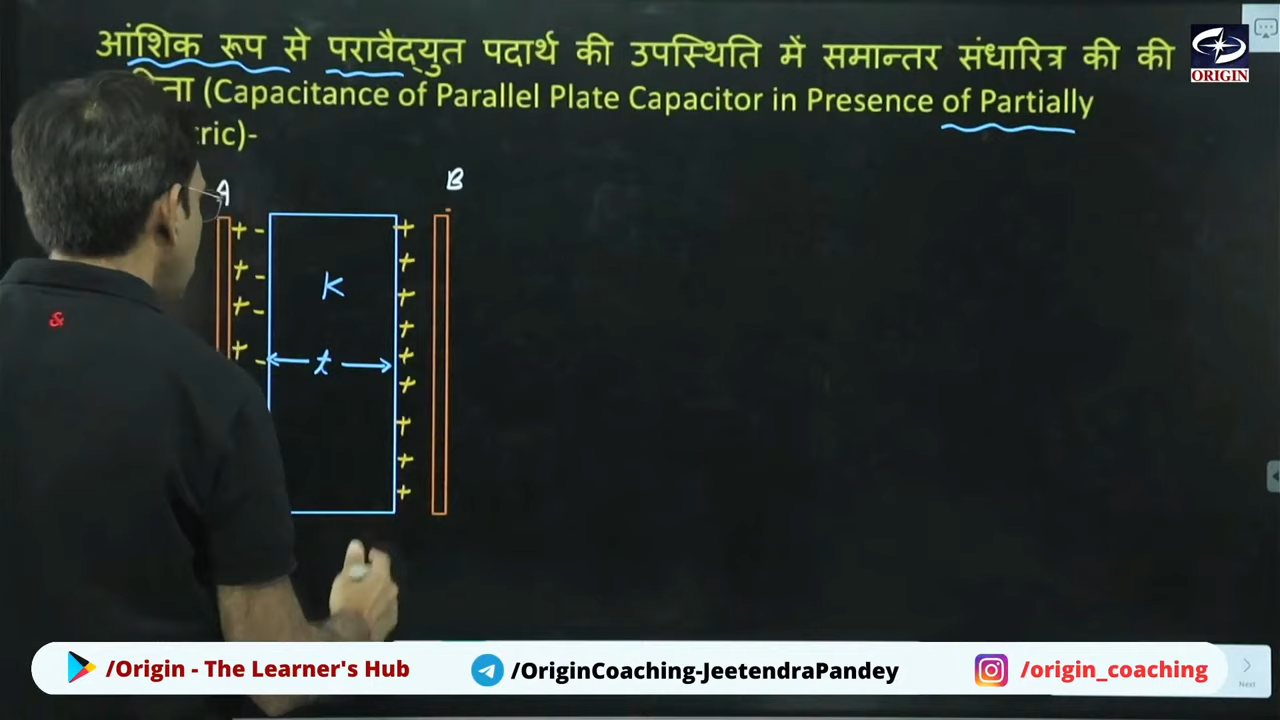 आंशिक रूप से परावैद्युत पदार्थ की उपस्थिति में समान्तर संधारित्र की की
(Capacitance of Parallel Plate Capacitor in Presence of Partially
ric)-
ORIGIN
A
B
+ - +
K
t
/Origin - The Learner's Hub
/OriginCoaching-JeetendraPandey
/origin_coaching
Next